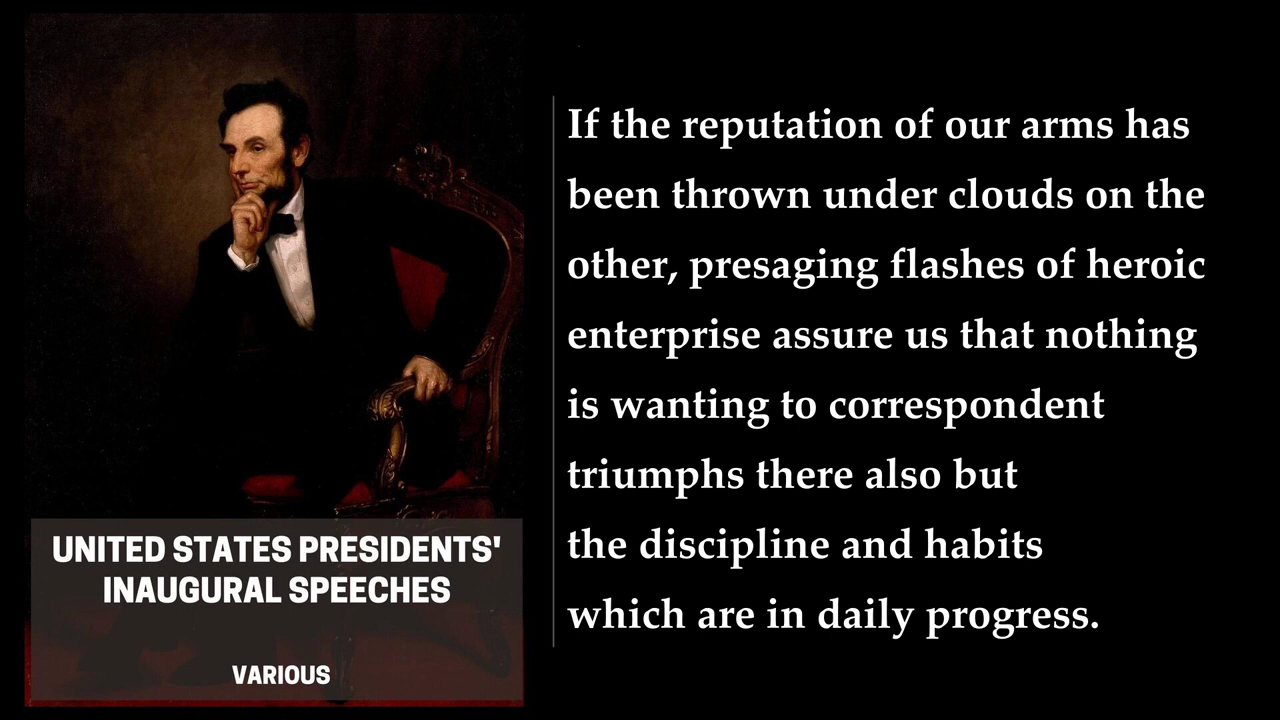 UNITED STATES PRESIDENTS'
INAUGURAL SPEECHES
VARIOUS
If the reputation of our arms has
been thrown under clouds on the
other, presaging flashes of heroic
enterprise assure us that nothing
is wanting to correspondent
triumphs there also but
the discipline and habits
which are in daily progress.